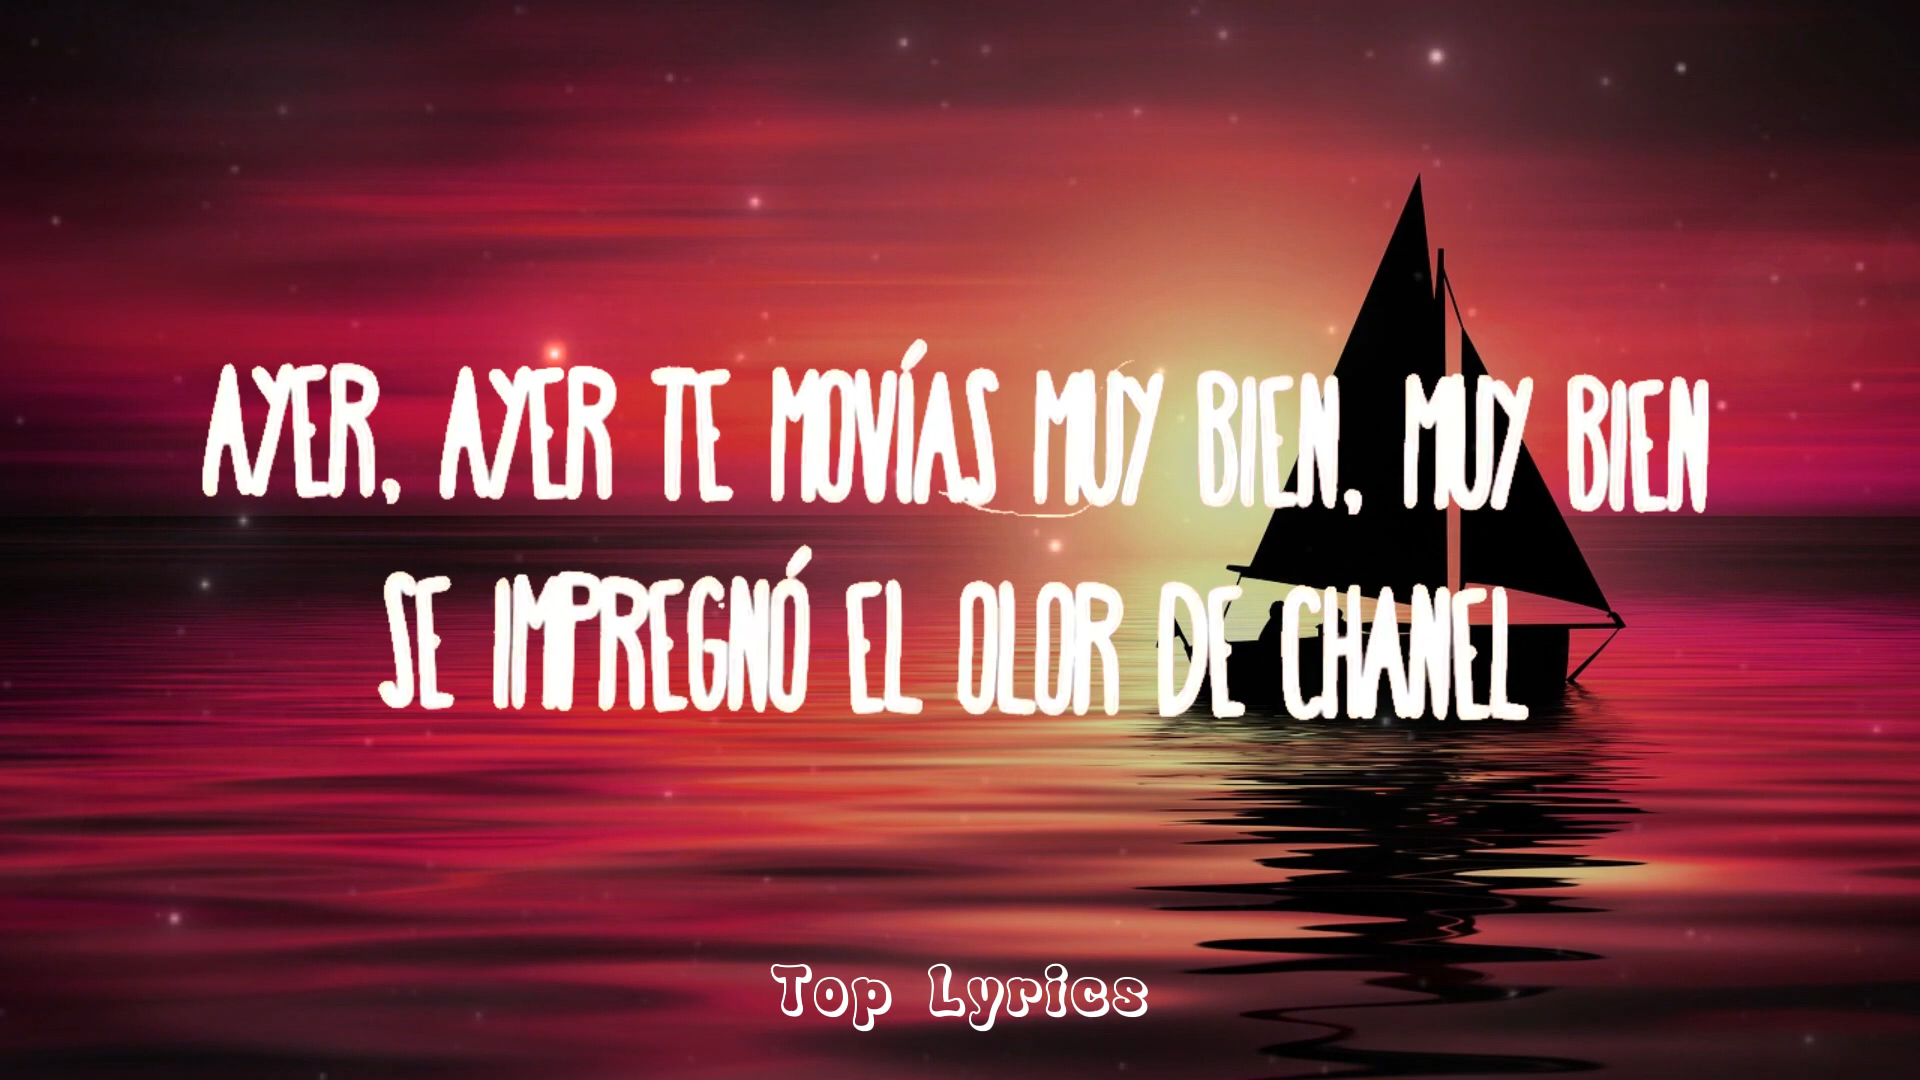 AYER, AYER TE MOVÍAS MUY BIEN, MUY BIEN
SE IMPREGNÓ EL OLOR DE CHANEL
Top Lyrics